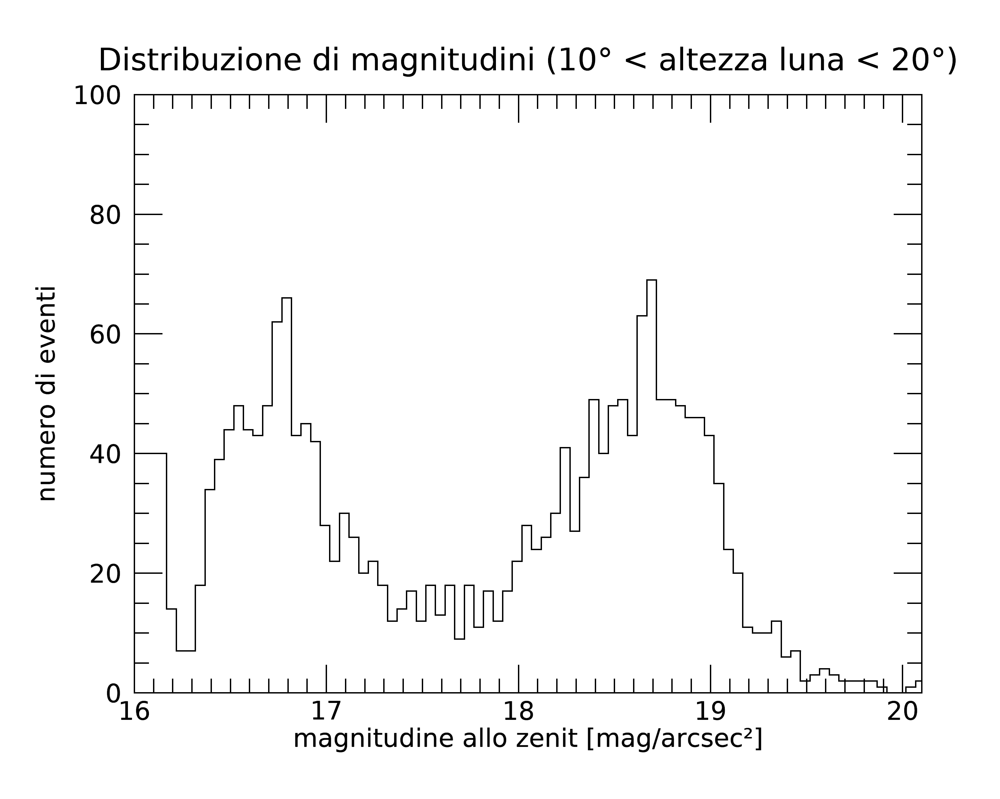 Distribuzione di magnitudini (10° < altezza luna < 20°)
100
80
60
40
20
0
numero di eventi
16 17 18 19 20
magnitudine allo zenit [mag/arcsec²]